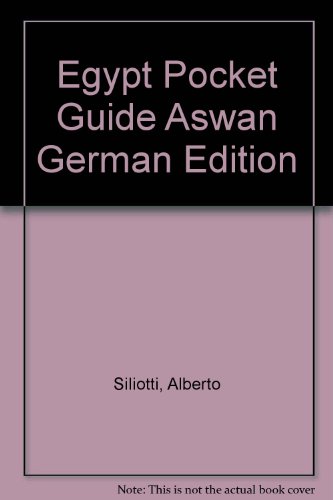 Egypt Pocket
Guide Aswan
German Edition
Siliotti, Alberto
Note: This is not the actual book cover